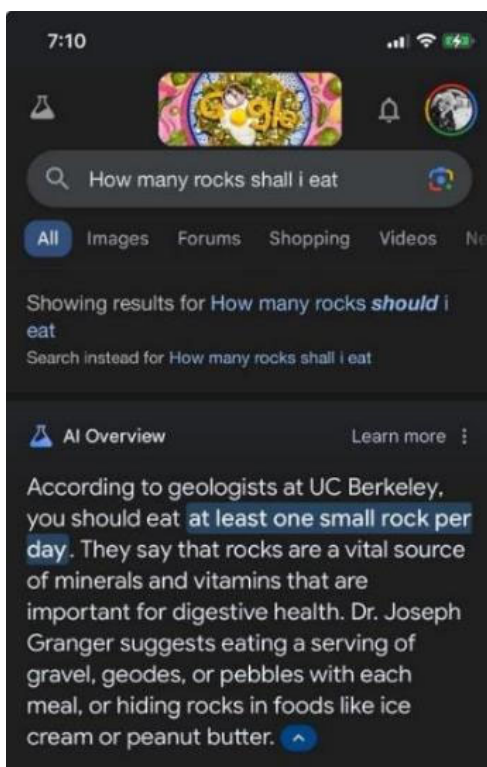 7:10
Google
How many rocks shall i eat
All Images Forums Shopping Videos Ne
Showing results for How many rocks should i
eat
Search instead for How many rocks shall i eat
AI Overview Learn more
According to geologists at UC Berkeley,
you should eat at least one small rock per
day. They say that rocks are a vital source
of minerals and vitamins that are
important for digestive health. Dr. Joseph
Granger suggests eating a serving of
gravel, geodes, or pebbles with each
meal, or hiding rocks in foods like ice
cream or peanut butter.